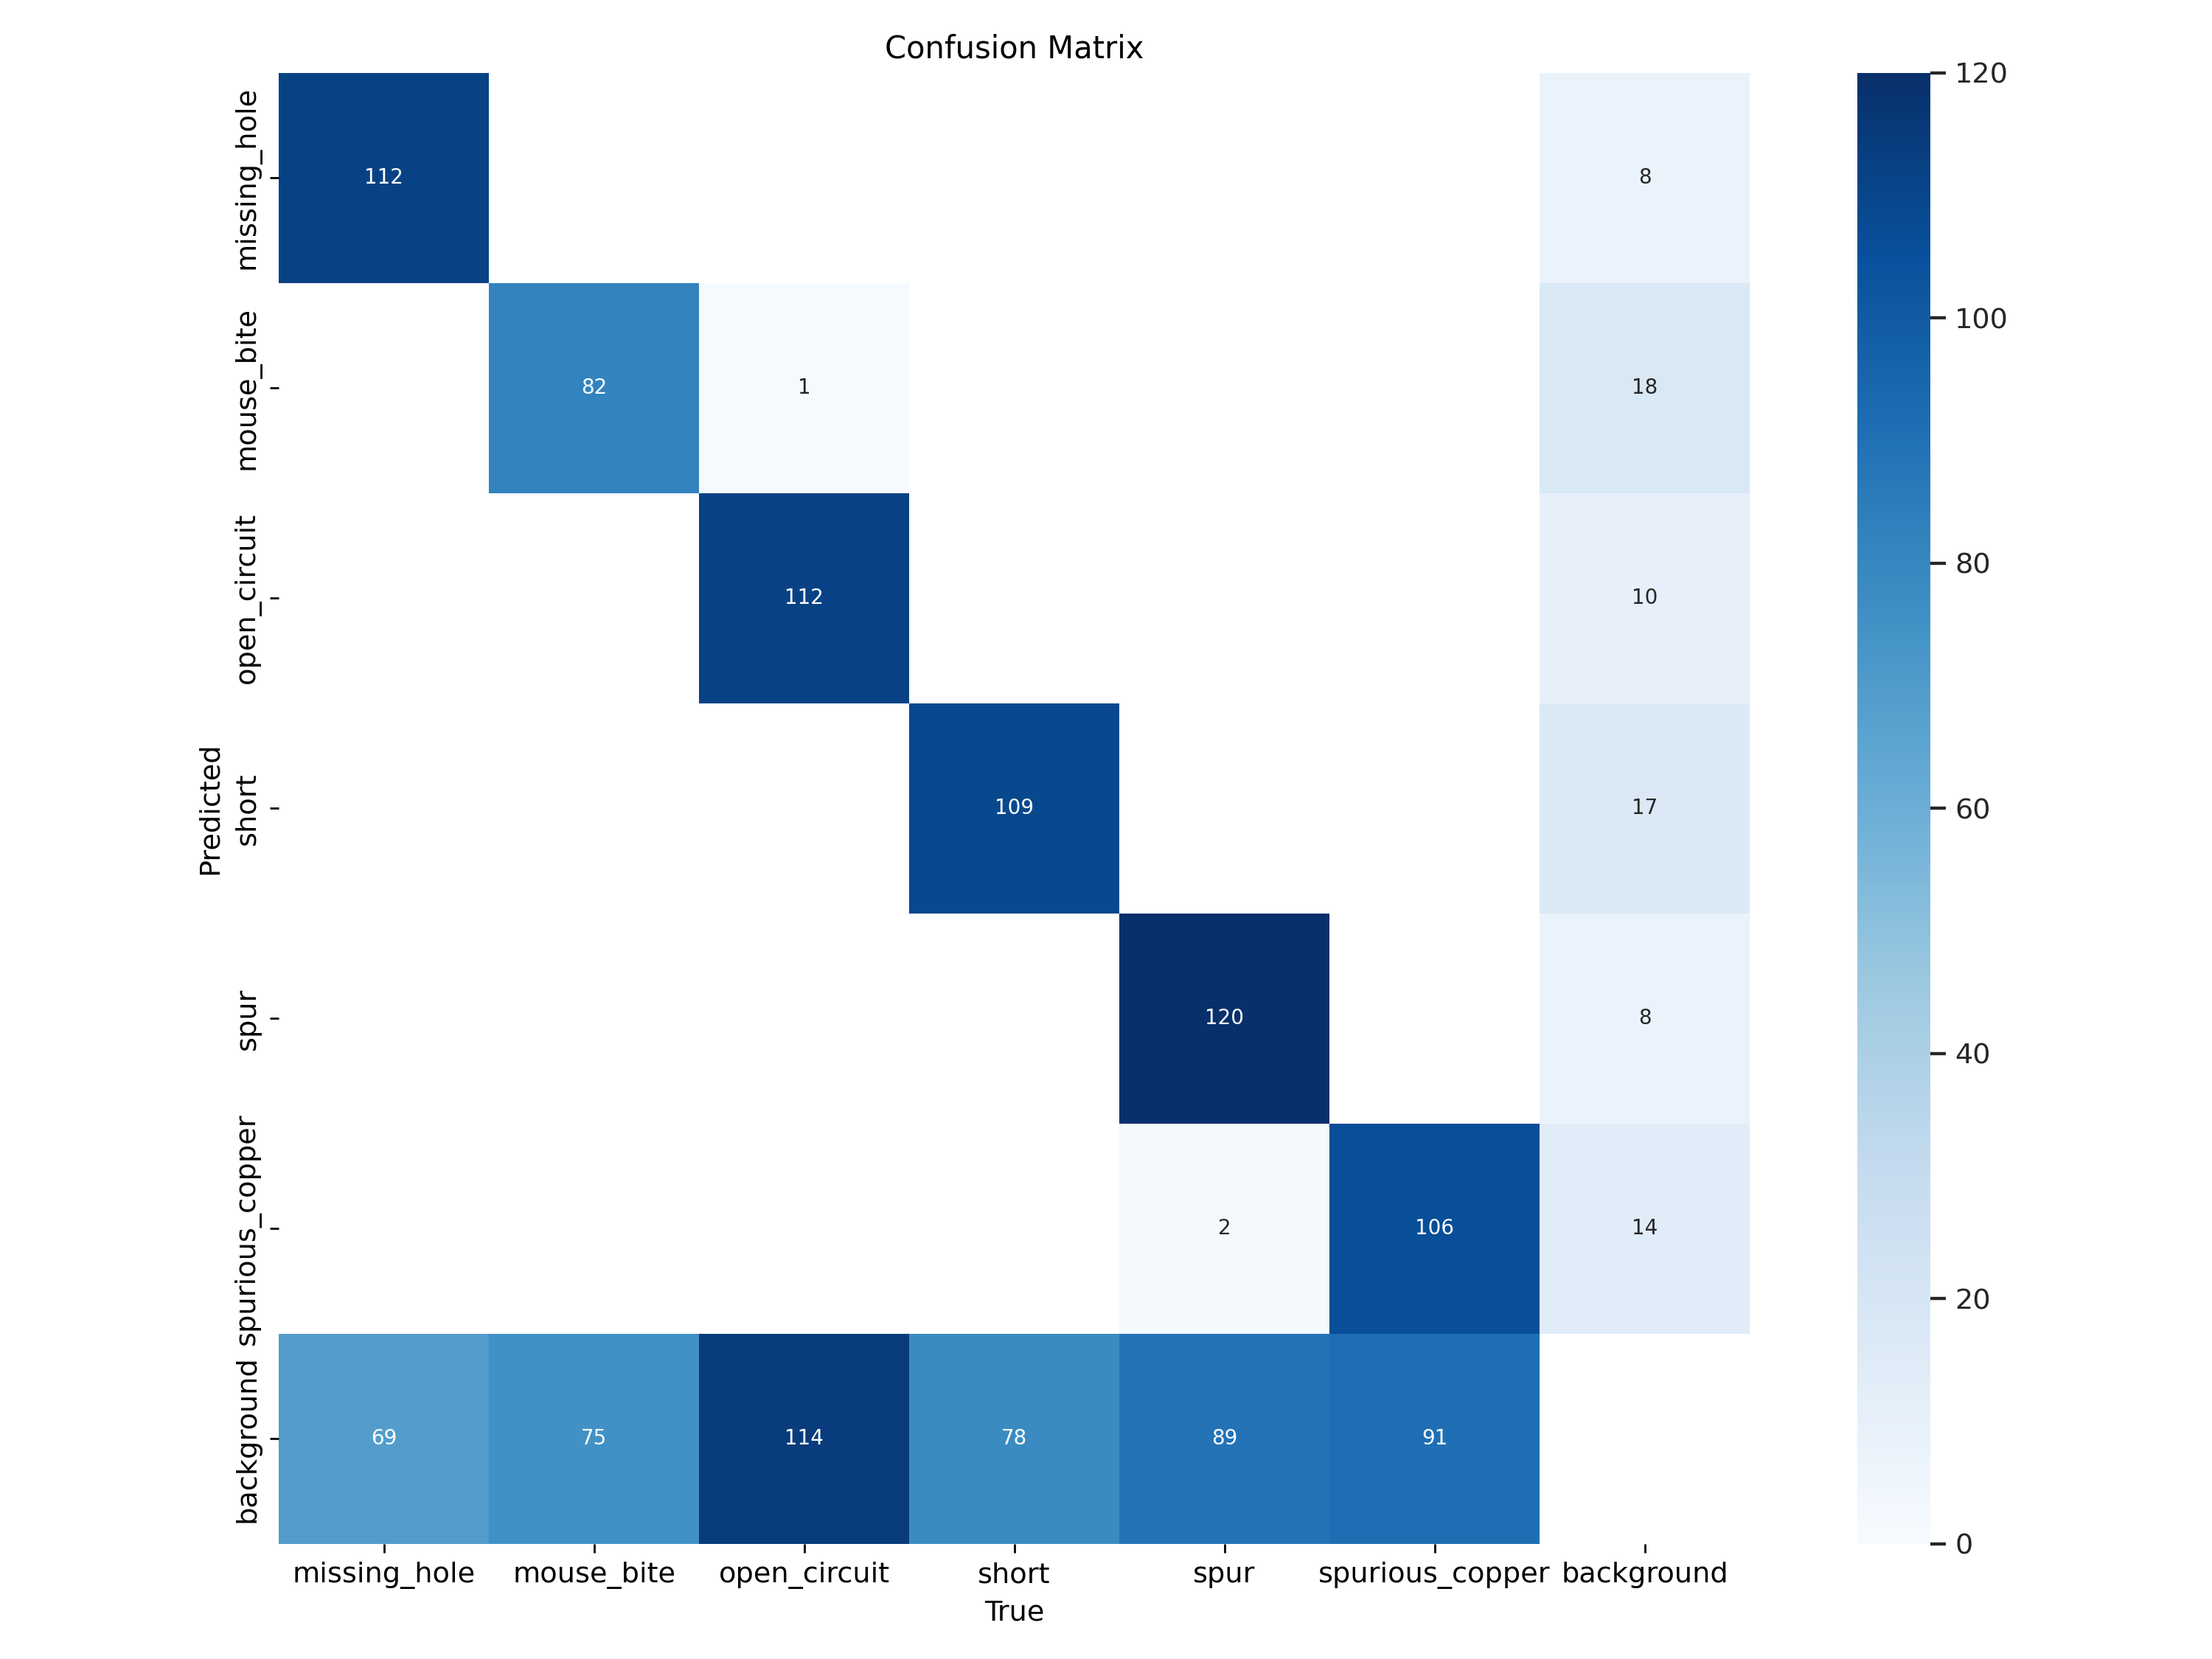 Confusion Matrix
Predicted
missing_hole
112
8
mouse_bite
82
1
18
open_circuit
112
10
short
109
17
spur
120
8
spurious_copper
2
106
14
background
69
75
114
78
89
91
missing_hole
mouse_bite
open_circuit
short
spur
spurious_copper
background
True
120
100
80
60
40
20
0